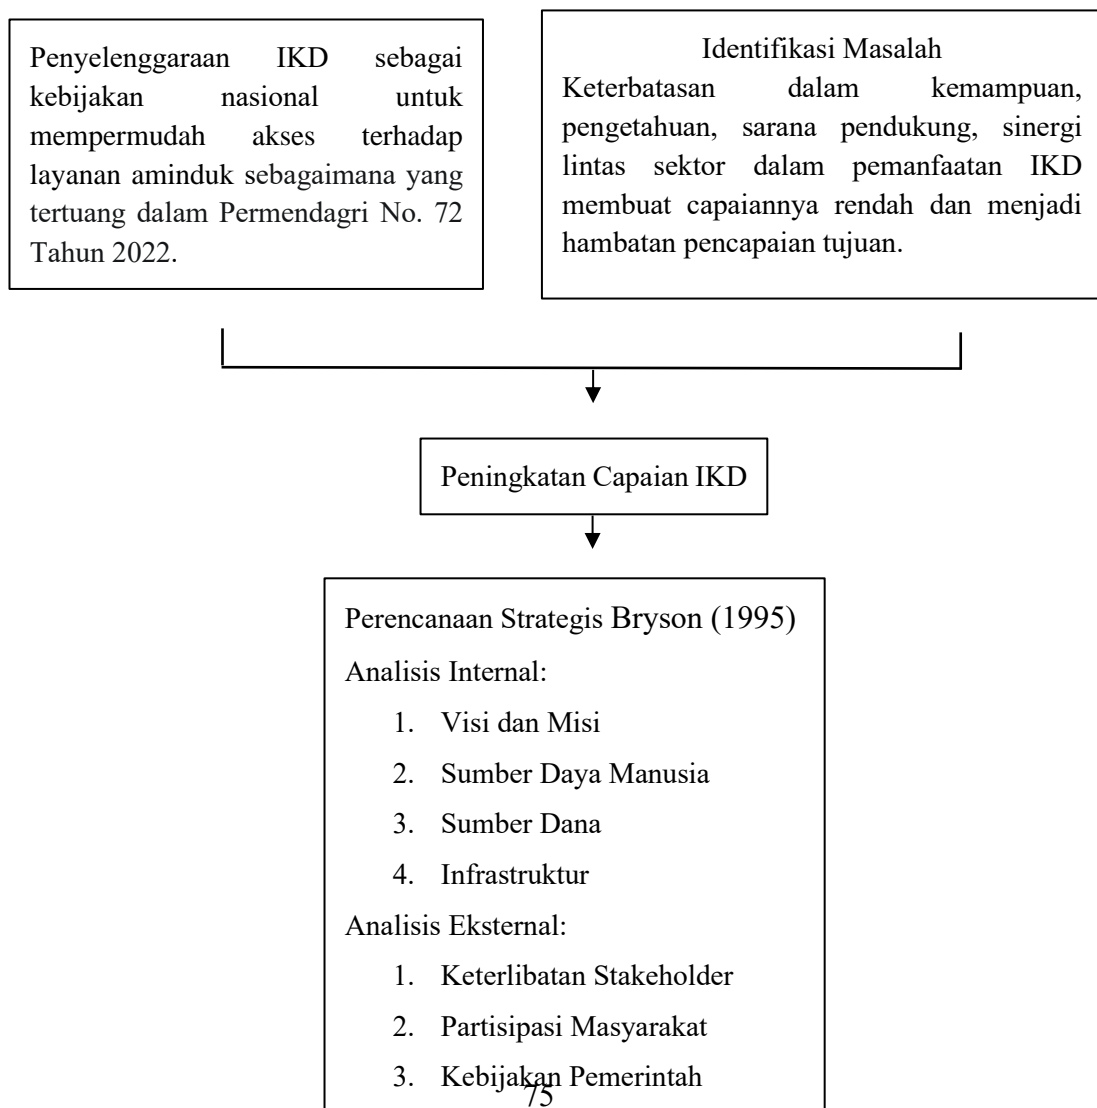 Penyelenggaraan IKD sebagai
kebijakan nasional untuk
mempermudah akses terhadap
layanan aminduk sebagaimana yang
tertuang dalam Permendagri No. 72
Tahun 2022.
Identifikasi Masalah
Keterbatasan dalam kemampuan,
pengetahuan, sarana pendukung, sinergi
lintas sektor dalam pemanfaatan IKD
membuat capaiannya rendah dan menjadi
hambatan pencapaian tujuan.
Peningkatan Capaian IKD
Perencanaan Strategis Bryson (1995)
Analisis Internal:
1. Visi dan Misi
2. Sumber Daya Manusia
3. Sumber Dana
4. Infrastruktur
Analisis Eksternal:
1. Keterlibatan Stakeholder
2. Partisipasi Masyarakat
3. Kebijakan Pemerintah
75